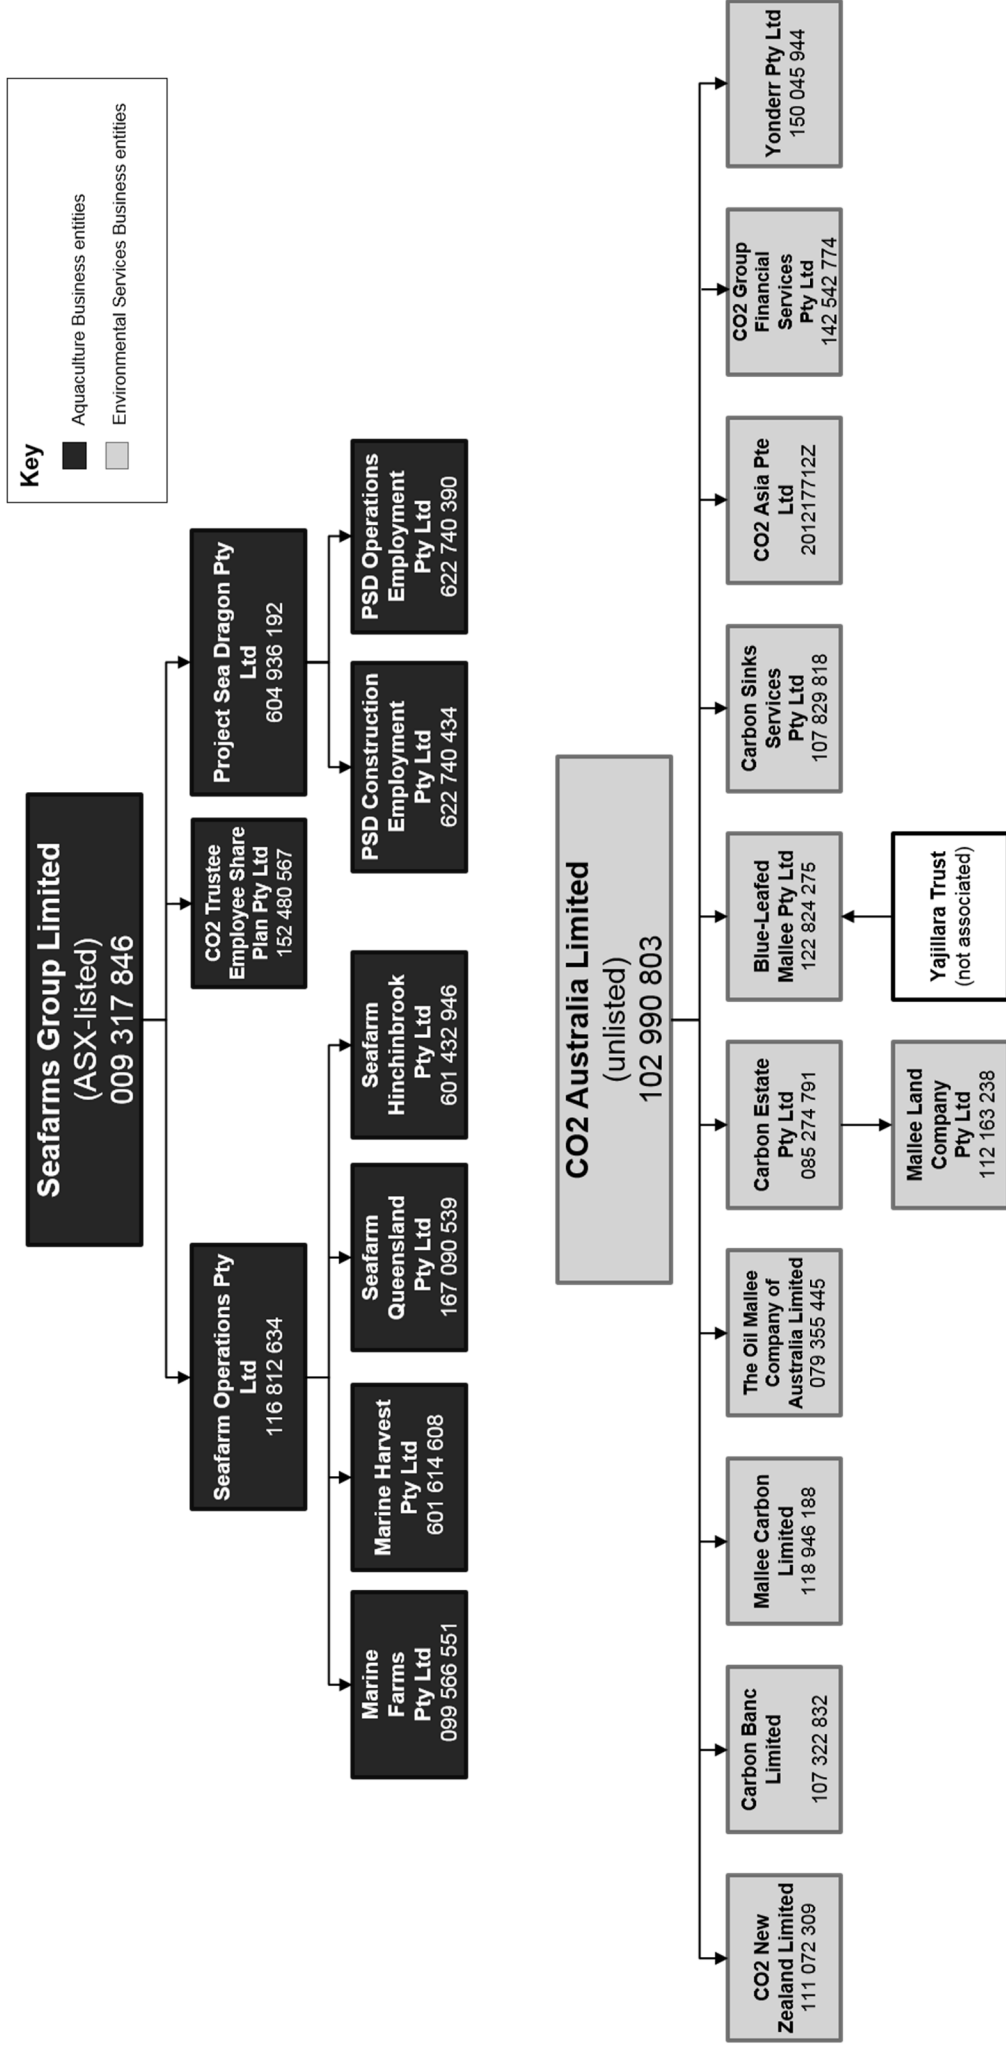 Key
Aquaculture Business entities
Environmental Services Business entities
Seafarms Group Limited
(ASX-listed)
009 317 846
Seafarm Operations Pty
Ltd
116 812 634
CO2 Trustee
Employee Share
Plan Pty Ltd
152 480 567
Project Sea Dragon Pty
Ltd
604 936 192
Marine
Farms
Pty Ltd
099 566 551
Marine Harvest
Pty Ltd
601 614 608
Seafarm
Queensland
Pty Ltd
167 090 539
Seafarm
Hinchinbrook
Pty Ltd
601 432 946
PSD Construction
Employment
Pty Ltd
622 740 434
PSD Operations
Employment
Pty Ltd
622 740 390
CO2 Australia Limited
(unlisted)
102 990 803
CO2 New
Zealand Limited
111 072 309
Carbon Banc
Limited
107 322 832
Mallee Carbon
Limited
118 946 188
The Oil Mallee
Company of
Australia Limited
079 355 445
Carbon Estate
Pty Ltd
085 274 791
Blue-Leafed
Mallee Pty Ltd
122 824 275
Carbon Sinks
Services
Pty Ltd
107 829 818
CO2 Asia Pte
Ltd
201217712Z
CO2 Group
Financial
Services
Pty Ltd
142 542 774
Yonderr Pty Ltd
150 045 944
Mallee Land
Company
Pty Ltd
112 163 238
Yajillara Trust
(not associated)